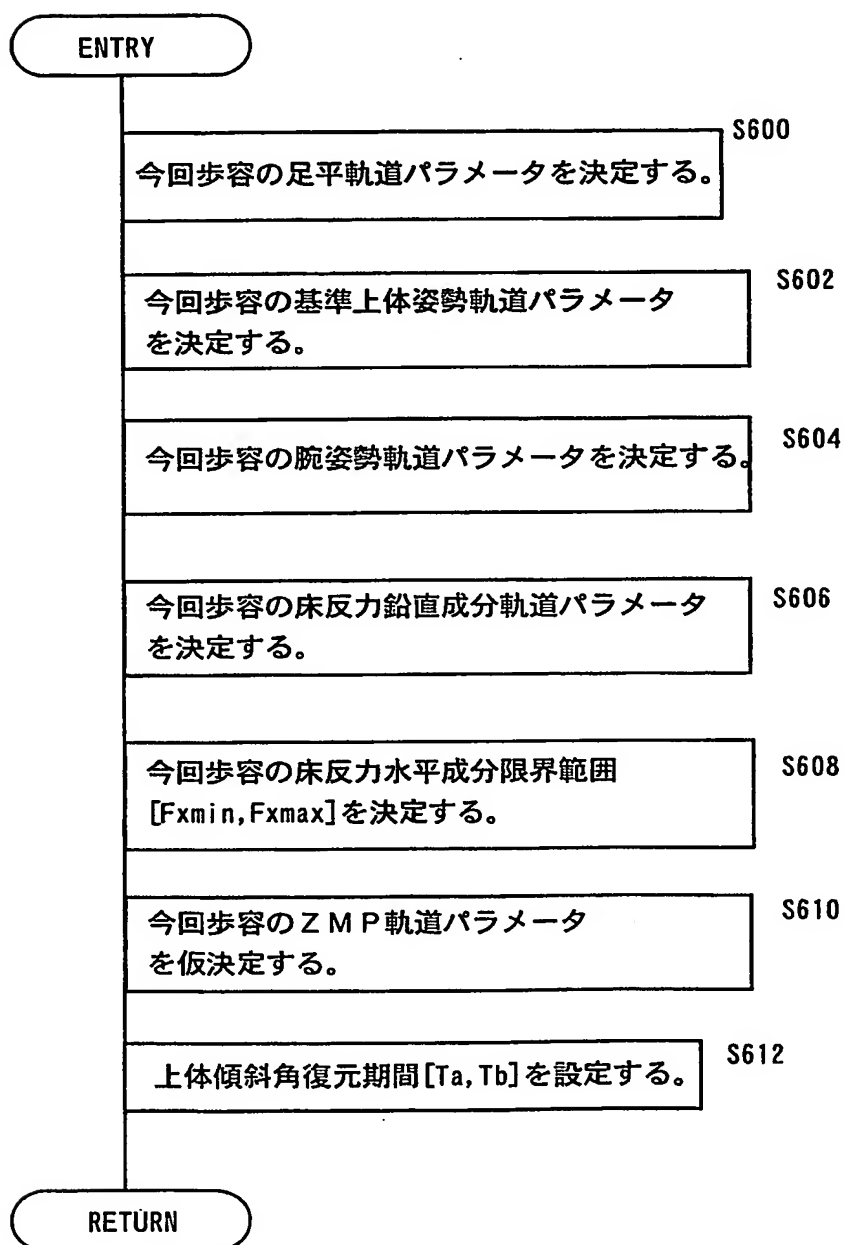 ENTRY
S600
今回歩容の足平軌道パラメータを決定する。
S602
今回歩容の基準上体姿勢軌道パラメータ
を決定する。
S604
今回歩容の腕姿勢軌道パラメータを決定する。
S606
今回歩容の床反力鉛直成分軌道パラメータ
を決定する。
S608
今回歩容の床反力水平成分限界範囲
[Fxmin,Fxmax]を決定する。
S610
今回歩容のZMP軌道パラメータ
を仮決定する。
S612
上体傾斜角復元期間[Ta,Tb]を設定する。
RETURN